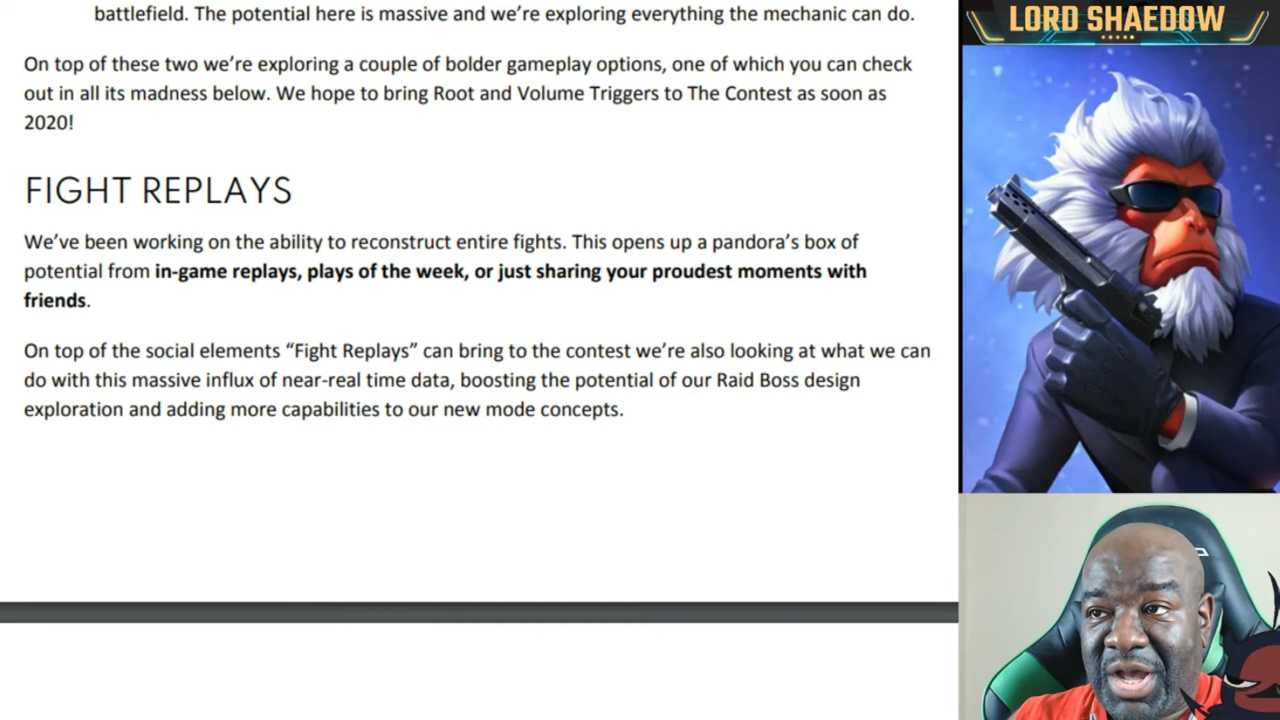 battlefield. The potential here is massive and we’re exploring everything the mechanic can do.
On top of these two we’re exploring a couple of bolder gameplay options, one of which you can check
out in all its madness below. We hope to bring Root and Volume Triggers to The Contest as soon as
2020!
FIGHT REPLAYS
We’ve been working on the ability to reconstruct entire fights. This opens up a pandora’s box of
potential from in-game replays, plays of the week, or just sharing your proudest moments with
friends.
On top of the social elements “Fight Replays” can bring to the contest we’re also looking at what we can
do with this massive influx of near-real time data, boosting the potential of our Raid Boss design
exploration and adding more capabilities to our new mode concepts.
LORD SHAEDOW